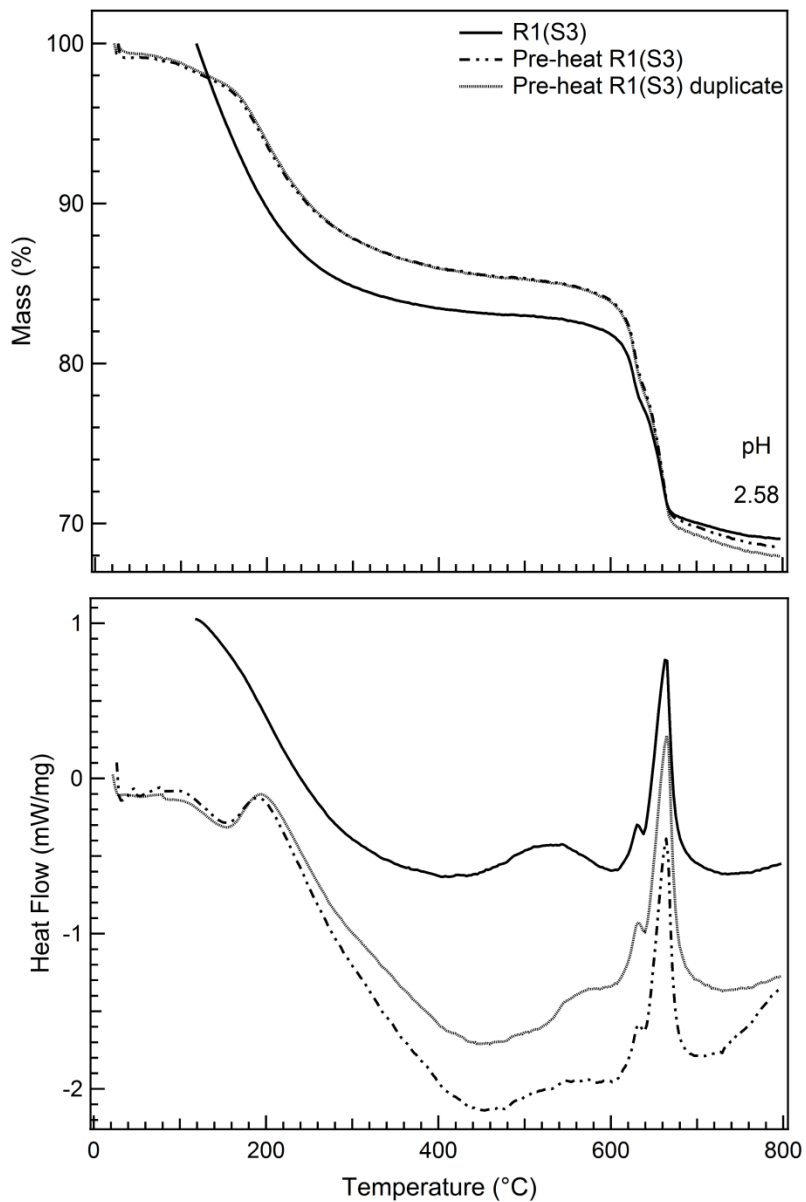 R1(S3)
Pre-heat R1(S3)
Pre-heat R1(S3) duplicate
100
90
80
70
Mass (%)
pH
2.58
1
0
-1
-2
Heat Flow (mW/mg)
0
200
400
600
800
Temperature (°C)